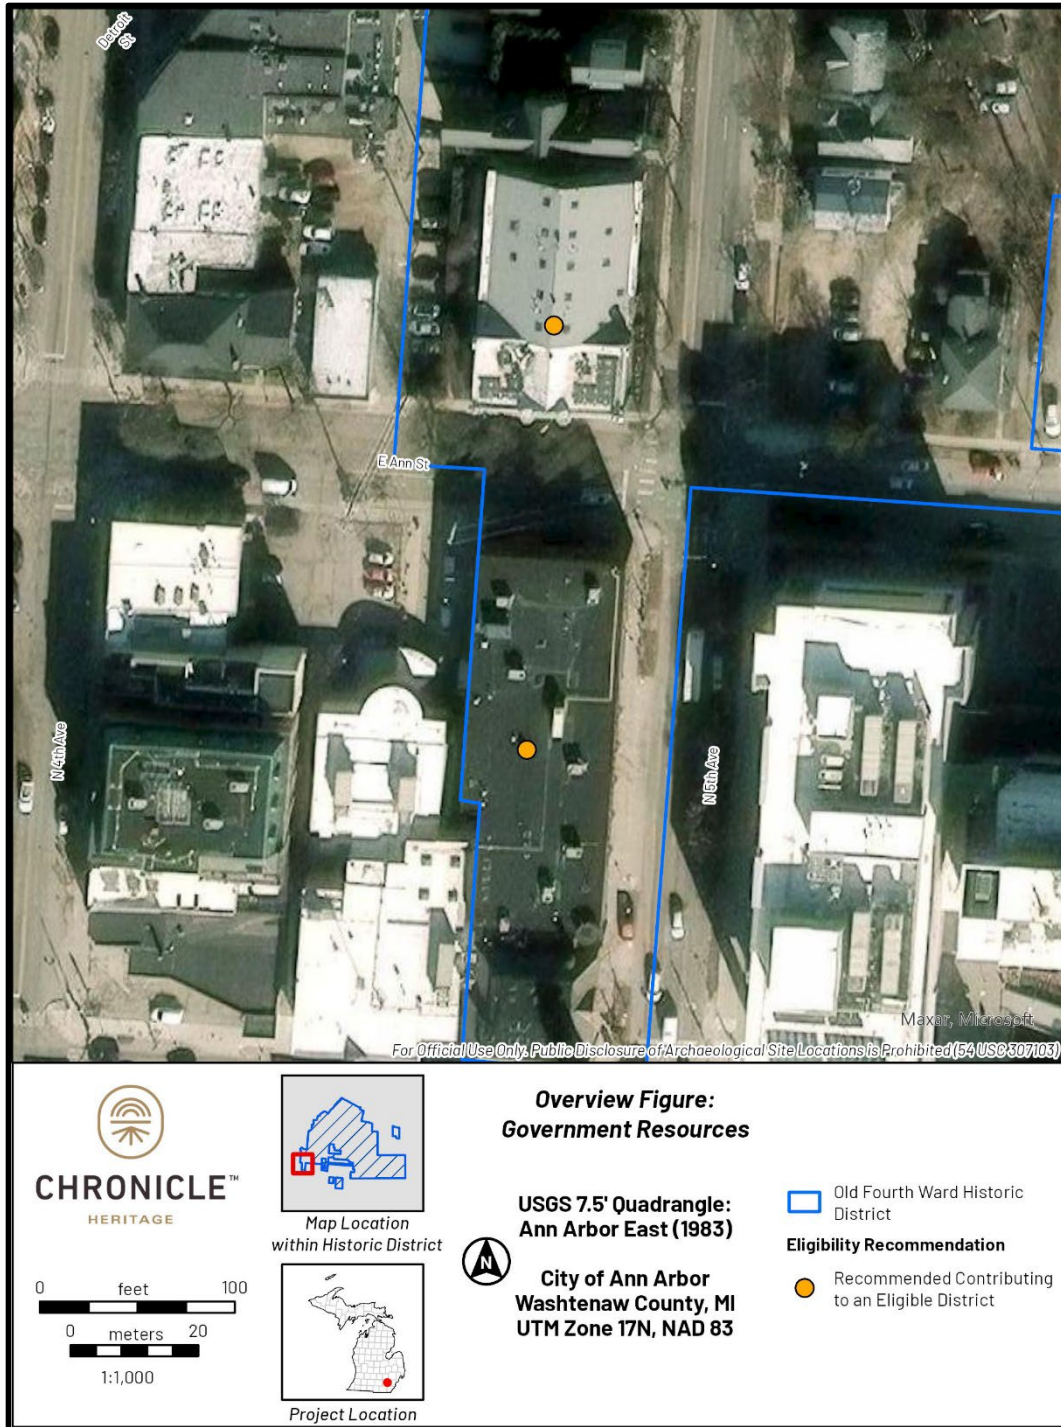 Detroit
St
E Ann St
N 4th Ave
N 5th Ave
Maxar, Microsoft
For Official Use Only. Public Disclosure of Archaeological Site Locations is Prohibited (54 USC 307103)
CHRONICLE™
HERITAGE
0 feet 100
0 meters 20
1:1,000
Map Location
within Historic District
Project Location
Overview Figure:
Government Resources
USGS 7.5' Quadrangle:
Ann Arbor East (1983)
N
City of Ann Arbor
Washtenaw County, MI
UTM Zone 17N, NAD 83
Old Fourth Ward Historic
District
Eligibility Recommendation
Recommended Contributing
to an Eligible District